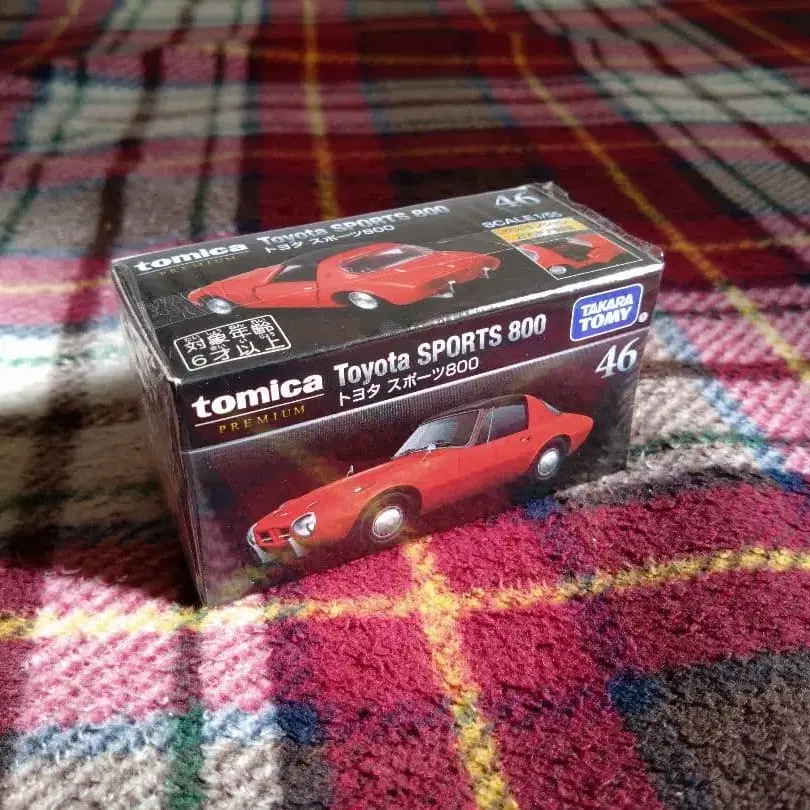 tomica
PREMIUM
Toyota SPORTS 800
トヨタ スポーツ800
46
SCALE1/55
対象年齢
6才以上
TAKARA
TOMY
tomica
PREMIUM
Toyota SPORTS 800
トヨタ スポーツ800
46